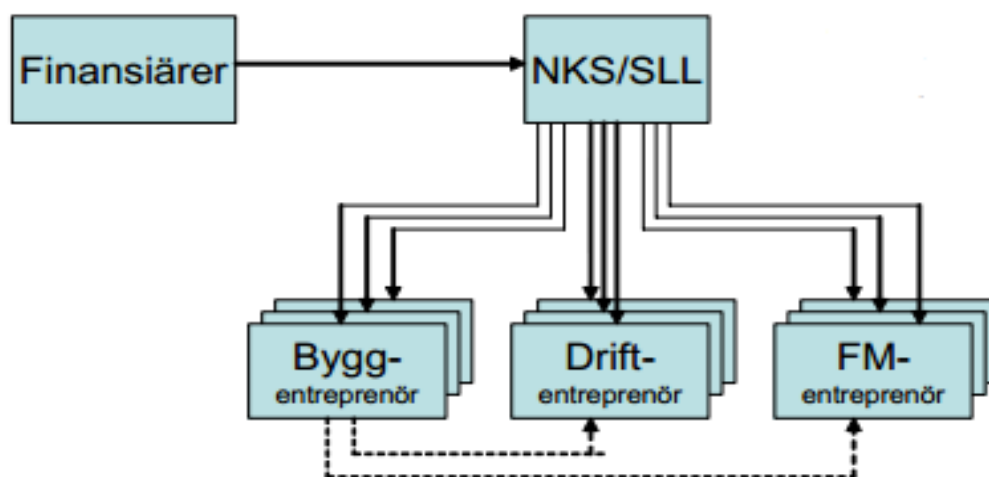 Finansiärer
NKS/SLL
Bygg-
entreprenör
Drift-
entreprenör
FM-
entreprenör